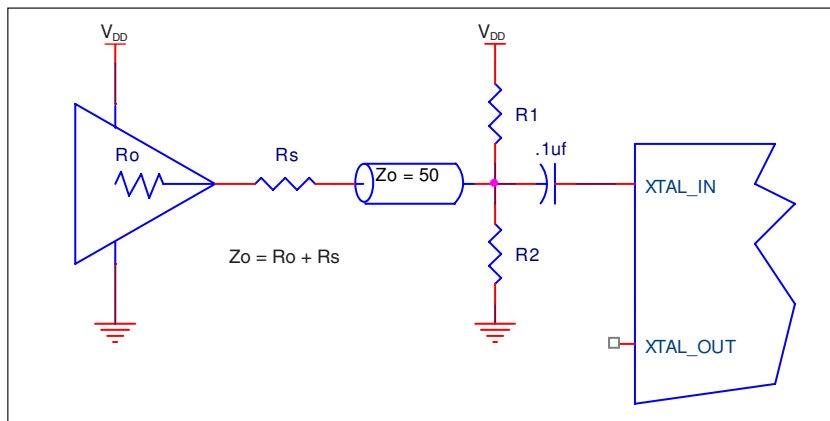 VDD
VDD
R1
.1uf
Ro
Rs
Zo = 50
XTAL_IN
R2
Zo = Ro + Rs
XTAL_OUT